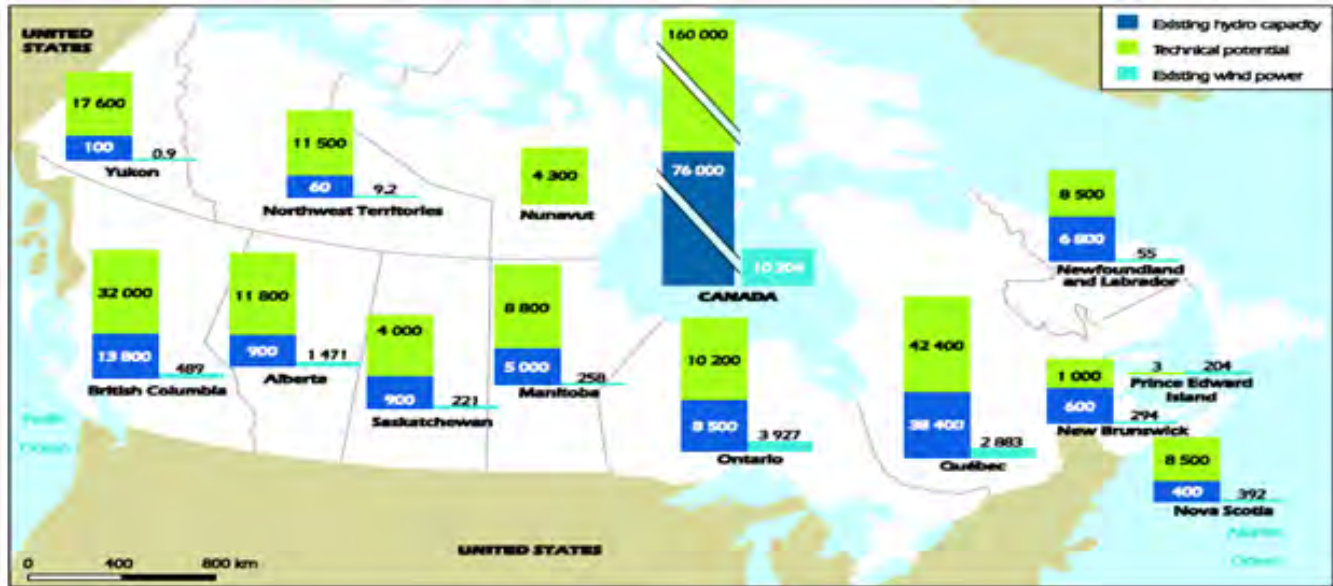 UNITED
STATES
Existing hydro capacity
Technical potential
Existing wind power
160 000
76 000
10 204
CANADA
17 600
100
0.9
Yukon
11 500
60
9.2
Northwest Territories
4 300
Nunavut
8 500
6 800
55
Newfoundland
and Labrador
32 000
13 800
489
British Columbia
11 800
900
1 471
Alberta
4 000
900
221
Saskatchewan
8 800
5 000
258
Manitoba
10 200
8 500
3 927
Ontario
42 400
38 400
2 883
Québec
1 000
600
294
New Brunswick
3
204
Prince Edward
Island
8 500
400
392
Nova Scotia
Pacific
Ocean
Atlantic
Ocean
UNITED STATES
0
400
800 km